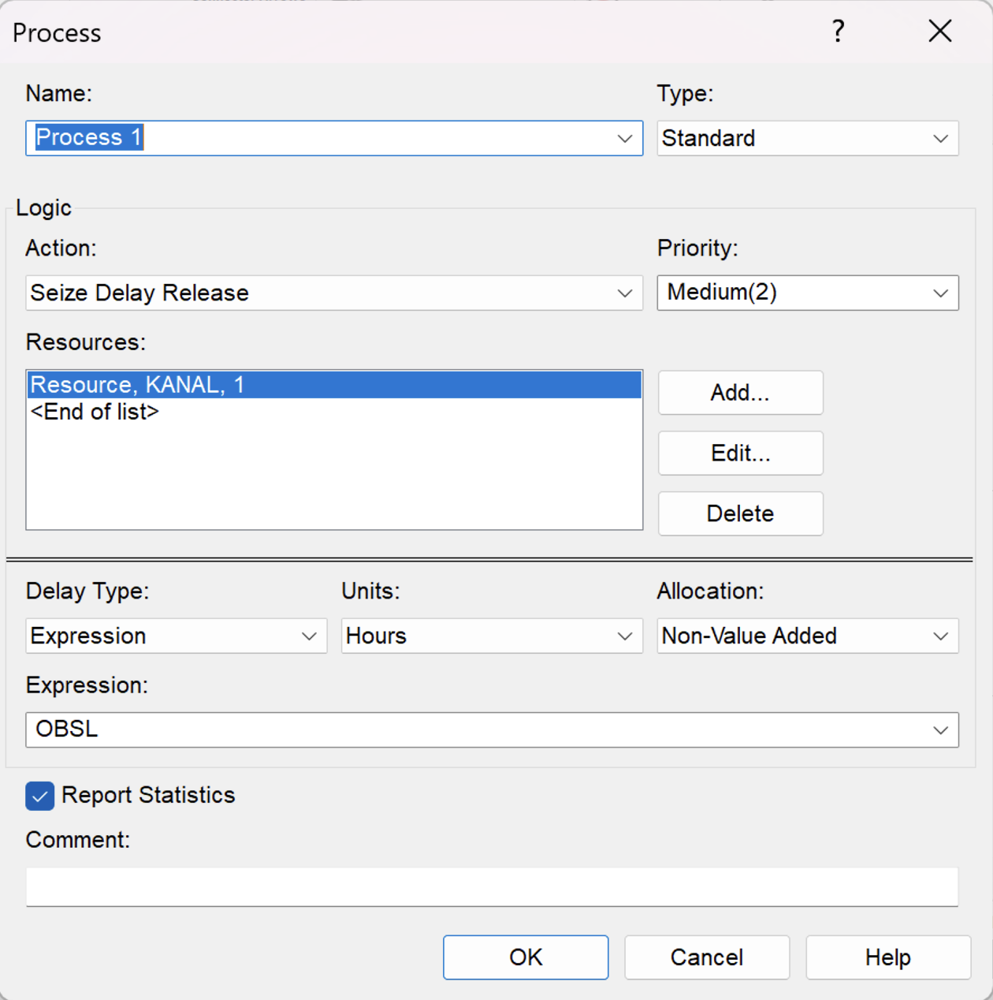 Process
Name: Type:
Process 1 Standard
Logic
Action: Priority:
Seize Delay Release Medium(2)
Resources:
Resource, KANAL, 1
<End of list>
Add...
Edit...
Delete
Delay Type: Units: Allocation:
Expression Hours Non-Value Added
Expression:
OBSL
Report Statistics
Comment:
OK Cancel Help